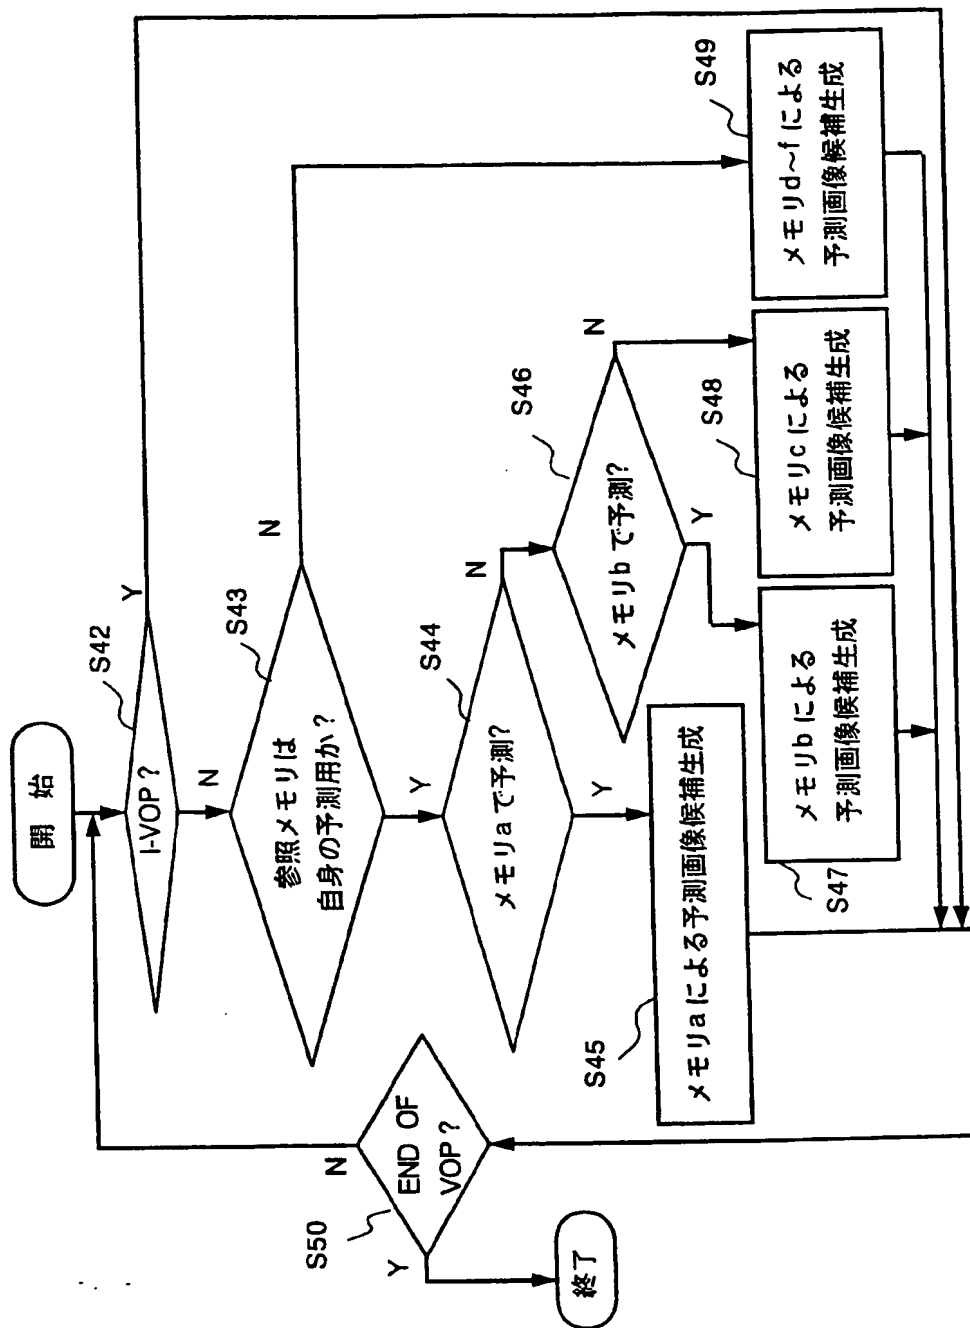 開 始
S42
I-VOP?
Y
N
S43
参照メモリは
自身の予測用か?
N
Y
S44
メモリaで予測?
N
Y
S46
メモリbで予測?
N
Y
S45
メモリaによる予測画像候補生成
S47
メモリbによる
予測画像候補生成
S48
メモリcによる
予測画像候補生成
S49
メモリd~fによる
予測画像候補生成
S50
END OF
VOP?
N
Y
終了